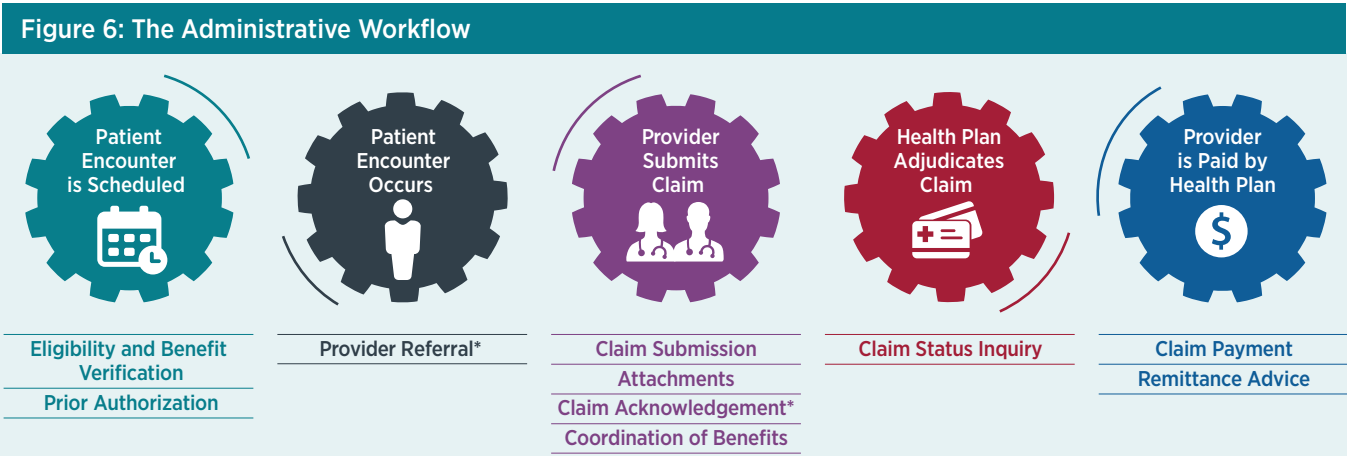 Figure 6: The Administrative Workflow
Patient
Encounter
is Scheduled
Patient
Encounter
Occurs
Provider
Submits
Claim
Health Plan
Adjudicates
Claim
Provider
is Paid by
Health Plan
$
Eligibility and Benefit
Verification
Prior Authorization
Provider Referral*
Claim Submission
Attachments
Claim Acknowledgement*
Coordination of Benefits
Claim Status Inquiry
Claim Payment
Remittance Advice